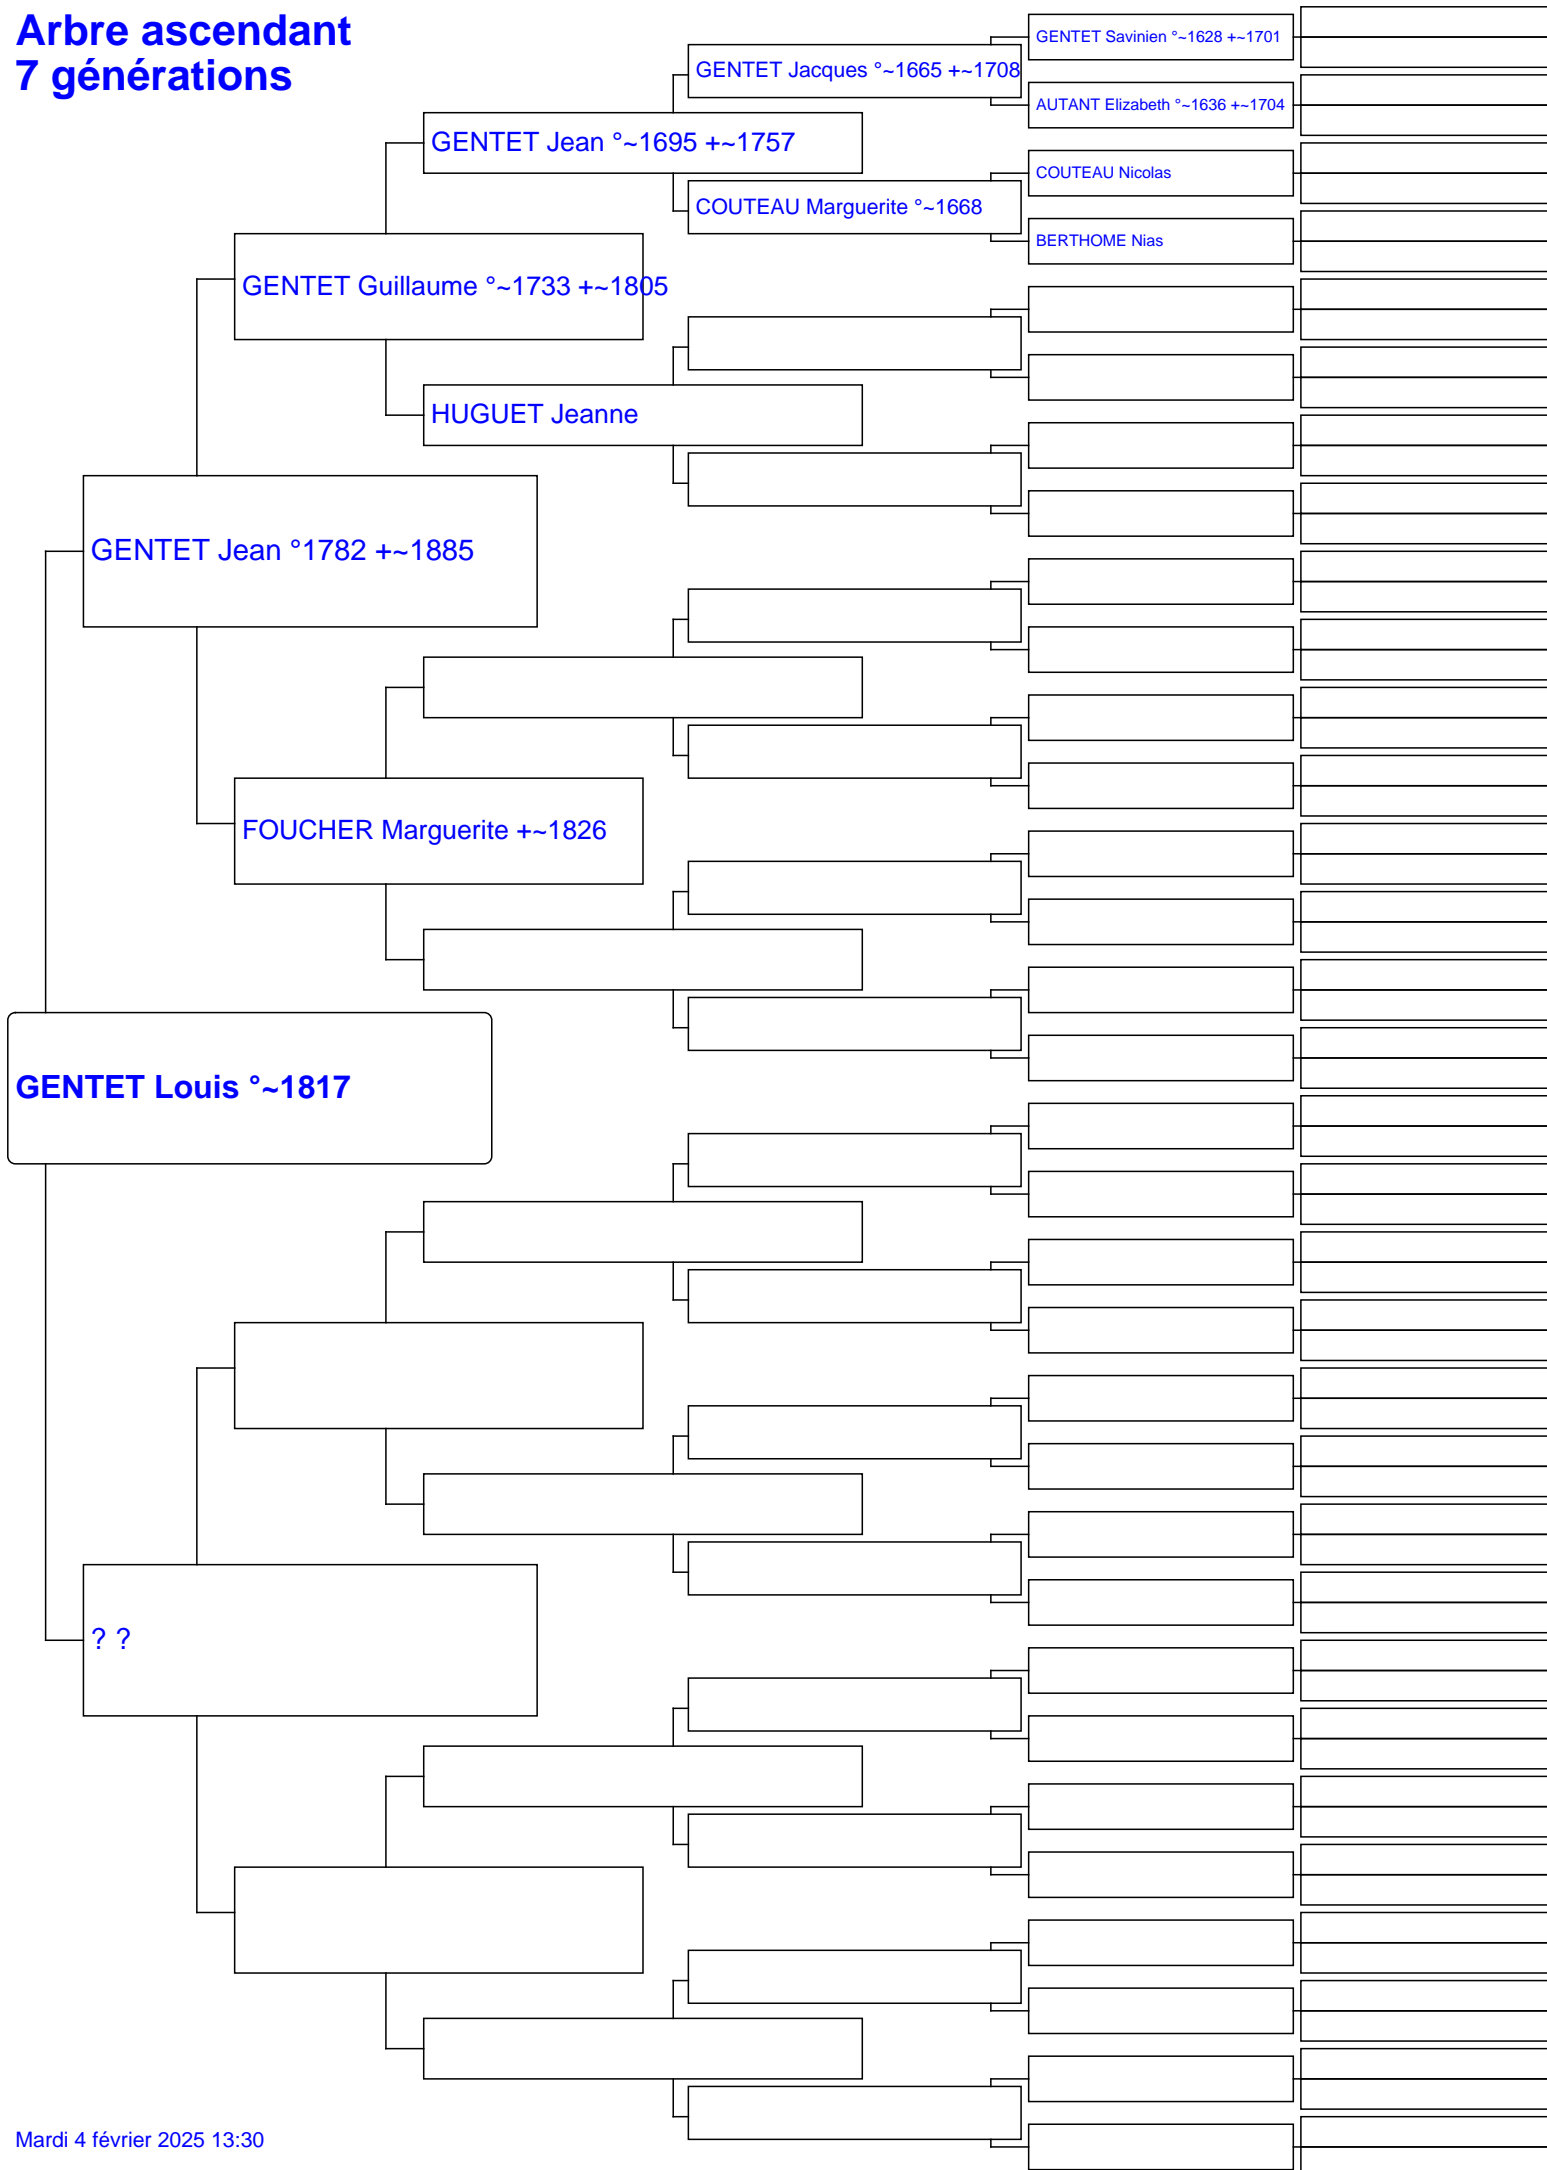 Arbre ascendant
7 générations
GENTET Savinien °~1628 +~1701
GENTET Jacques °~1665 +~1708
AUTANT Elizabeth °~1636 +~1704
GENTET Jean °~1695 +~1757
COUTEAU Nicolas
COUTEAU Marguerite °~1668
BERTHOME Nias
GENTET Guillaume °~1733 +~1805
HUGUET Jeanne
GENTET Jean °1782 +~1885
FOUCHER Marguerite +~1826
GENTET Louis °~1817
? ?
Mardi 4 février 2025 13:30